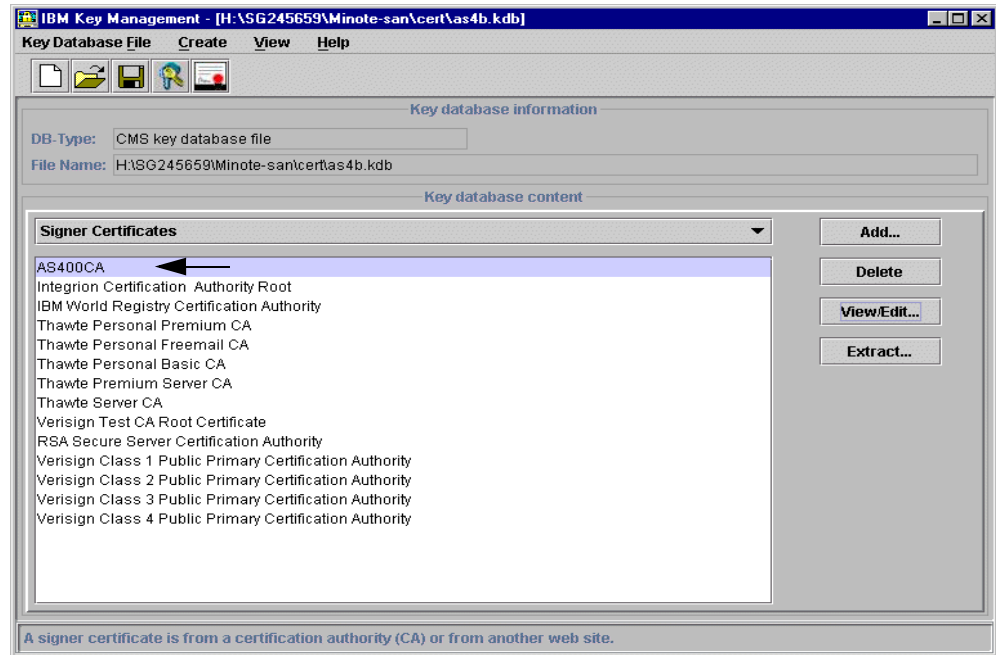 IBM Key Management - [H:\SG245659\Minote-san\cert\as4b.kdb]
Key Database File Create View Help
Key database information
DB-Type: CMS key database file
File Name: H:\SG245659\Minote-san\cert\as4b.kdb
Key database content
Signer Certificates
Add...
AS400CA
Delete
Integrion Certification Authority Root
IBM World Registry Certification Authority
View/Edit...
Thawte Personal Premium CA
Thawte Personal Freemail CA
Extract...
Thawte Personal Basic CA
Thawte Premium Server CA
Thawte Server CA
Verisign Test CA Root Certificate
RSA Secure Server Certification Authority
Verisign Class 1 Public Primary Certification Authority
Verisign Class 2 Public Primary Certification Authority
Verisign Class 3 Public Primary Certification Authority
Verisign Class 4 Public Primary Certification Authority
A signer certificate is from a certification authority (CA) or from another web site.